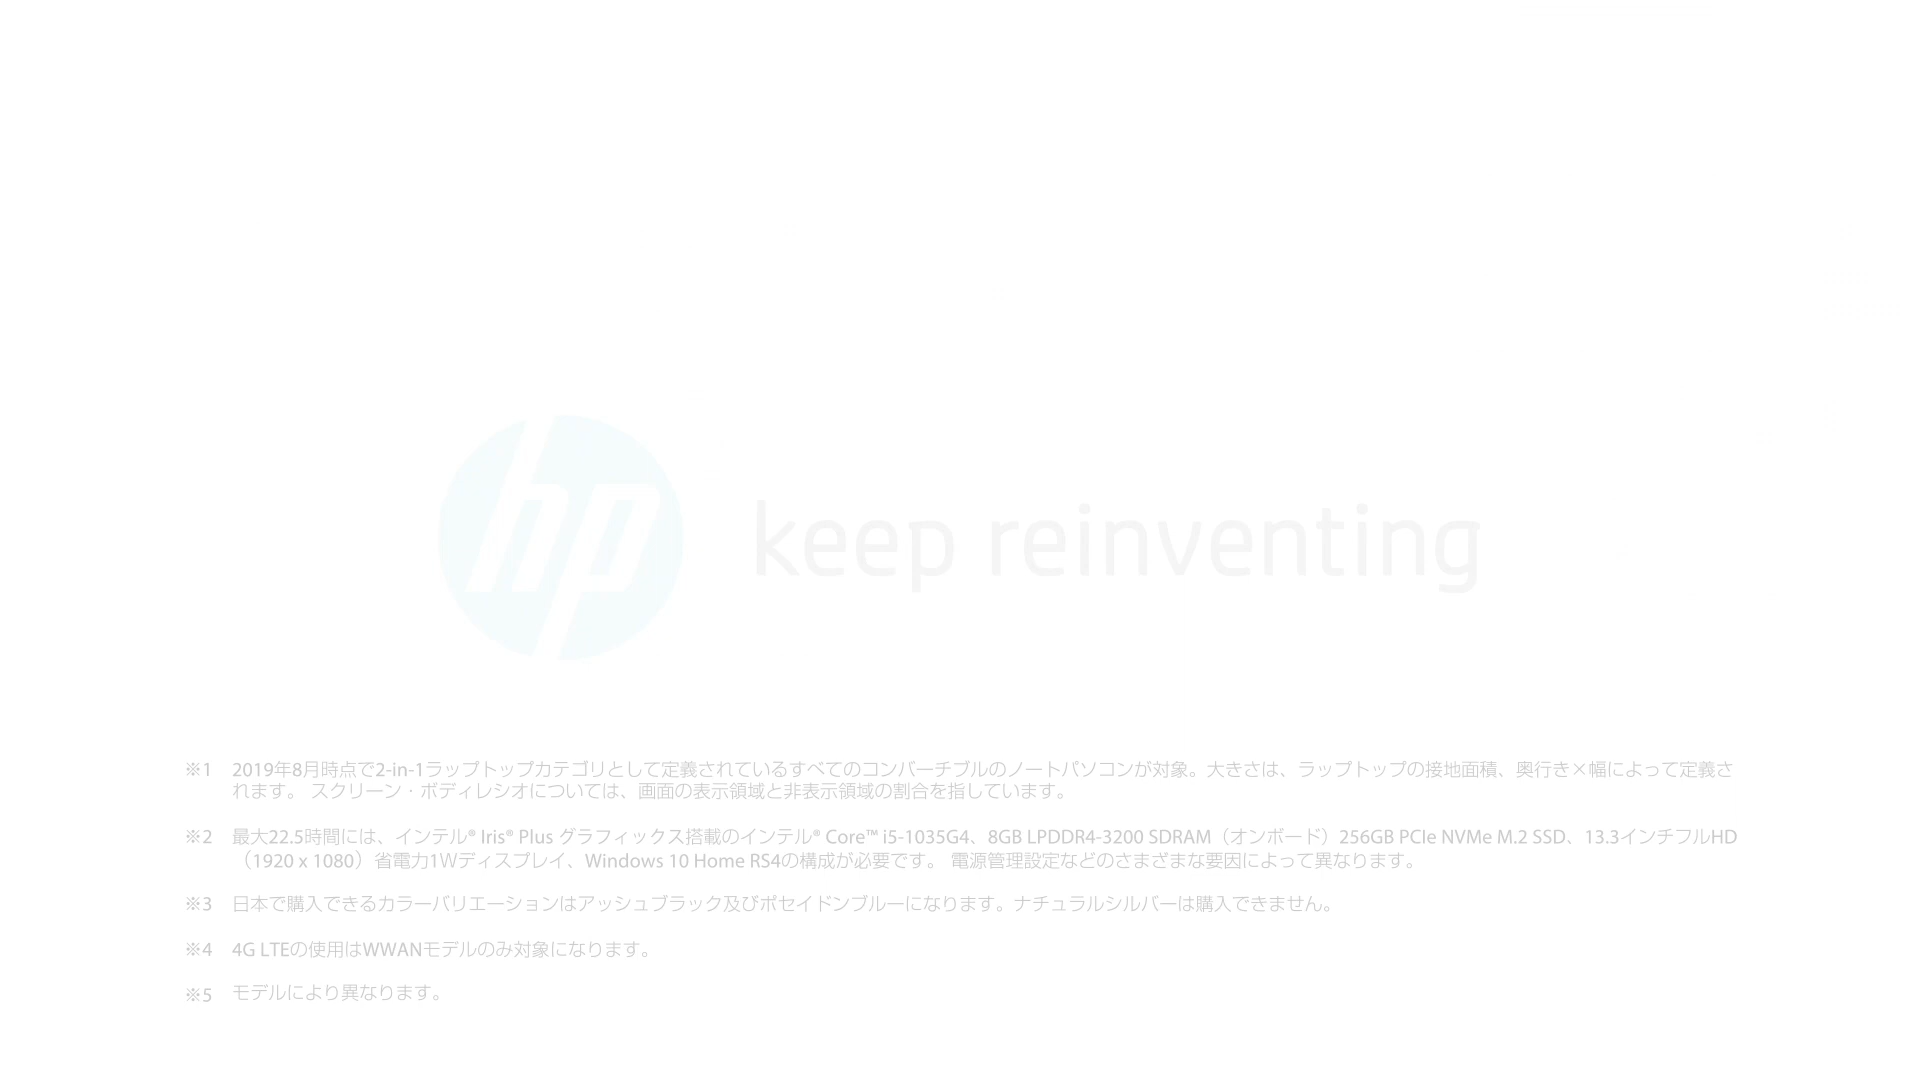 hp keep reinventing
※1 2019年8月時点で2-in-1ラップトップカテゴリとして定義されているすべてのコンバーチブルのノートパソコンが対象。大きさは、ラップトップの接地面積、奥行き×幅によって定義さ
れます。 スクリーン・ボディレシオについては、画面の表示領域と非表示領域の割合を指しています。
※2 最大22.5時間には、インテル® Iris® Plus グラフィックス搭載のインテル® Core™ i5-1035G4、8GB LPDDR4-3200 SDRAM（オンボード）256GB PCIe NVMe M.2 SSD、13.3インチフルHD
（1920 x 1080）省電力1Wディスプレイ、Windows 10 Home RS4の構成が必要です。 電源管理設定などのさまざまな要因によって異なります。
※3 日本で購入できるカラーバリエーションはアッシュブラック及びポセイドンブルーになります。ナチュラルシルバーは購入できません。
※4 4G LTEの使用はWWANモデルのみ対象になります。
※5 モデルにより異なります。